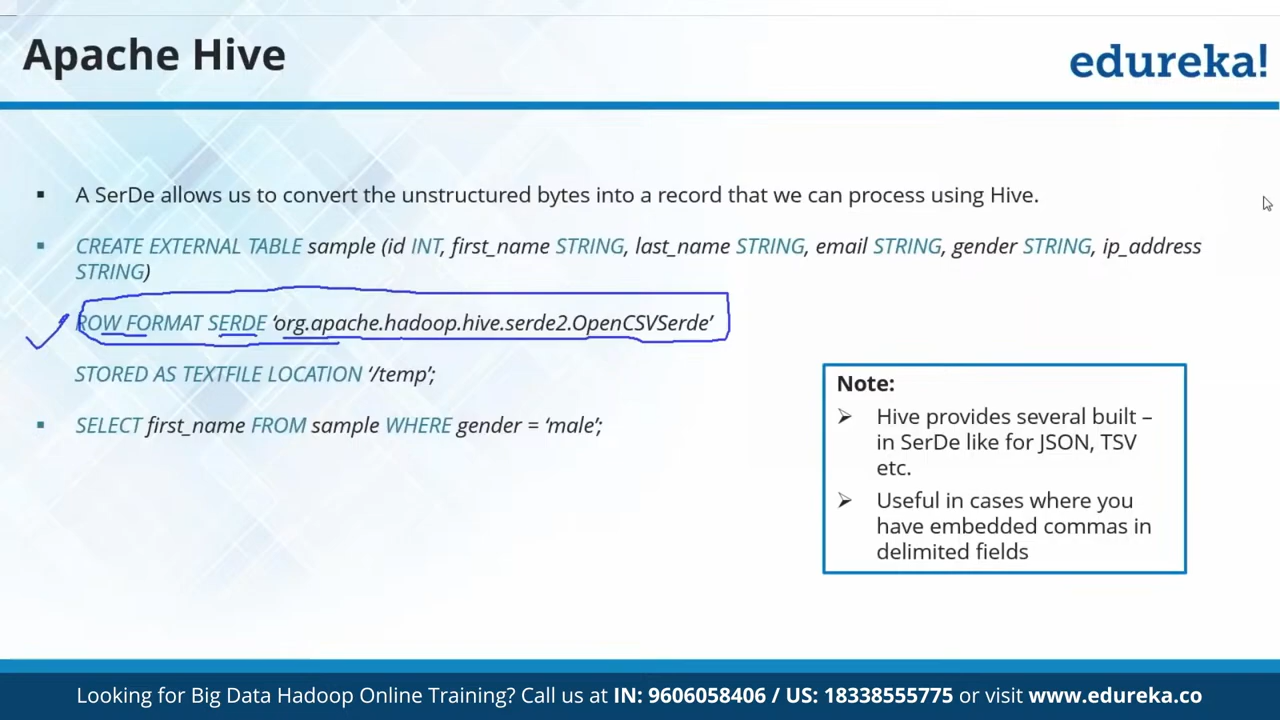 Apache Hive
edureka!
▪ A SerDe allows us to convert the unstructured bytes into a record that we can process using Hive.
▪ CREATE EXTERNAL TABLE sample (id INT, first_name STRING, last_name STRING, email STRING, gender STRING, ip_address
STRING)
ROW FORMAT SERDE ‘org.apache.hadoop.hive.serde2.OpenCSVSerde’
STORED AS TEXTFILE LOCATION ‘/temp’;
▪ SELECT first_name FROM sample WHERE gender = ‘male’;
Note:
➢ Hive provides several built –
in SerDe like for JSON, TSV
etc.
➢ Useful in cases where you
have embedded commas in
delimited fields
Looking for Big Data Hadoop Online Training? Call us at IN: 9606058406 / US: 18338555775 or visit www.edureka.co